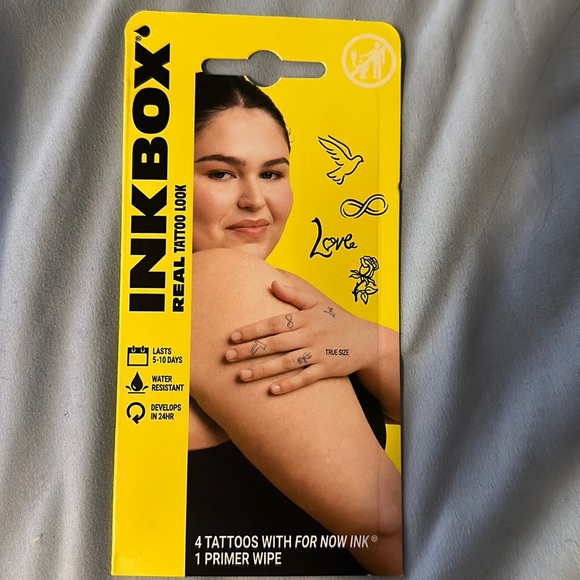 INKBOX
REAL TATTOO LOOK
Love
TRUE SIZE
LASTS
5-10 DAYS
WATER
RESISTANT
DEVELOPS
IN 24HR
4 TATTOOS WITH FOR NOW INK®
1 PRIMER WIPE